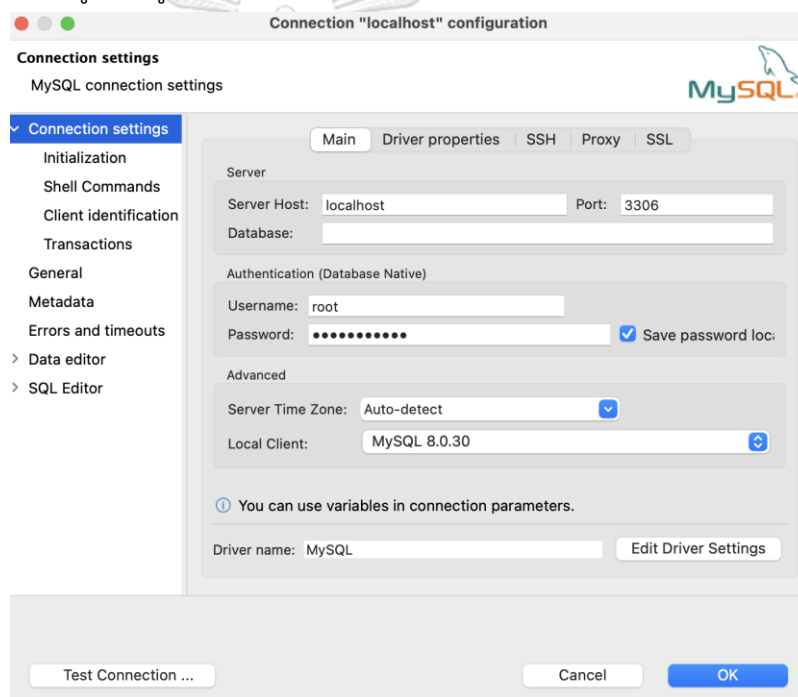 Connection "localhost" configuration
Connection settings
MySQL connection settings
MySQL
Connection settings
Initialization
Shell Commands
Client identification
Transactions
General
Metadata
Errors and timeouts
Data editor
SQL Editor
Main Driver properties SSH Proxy SSL
Server
Server Host: localhost Port: 3306
Database:
Authentication (Database Native)
Username: root
Password: ••••••••••• Save password loc
Advanced
Server Time Zone: Auto-detect
Local Client: MySQL 8.0.30
You can use variables in connection parameters.
Driver name: MySQL Edit Driver Settings
Test Connection ... Cancel OK